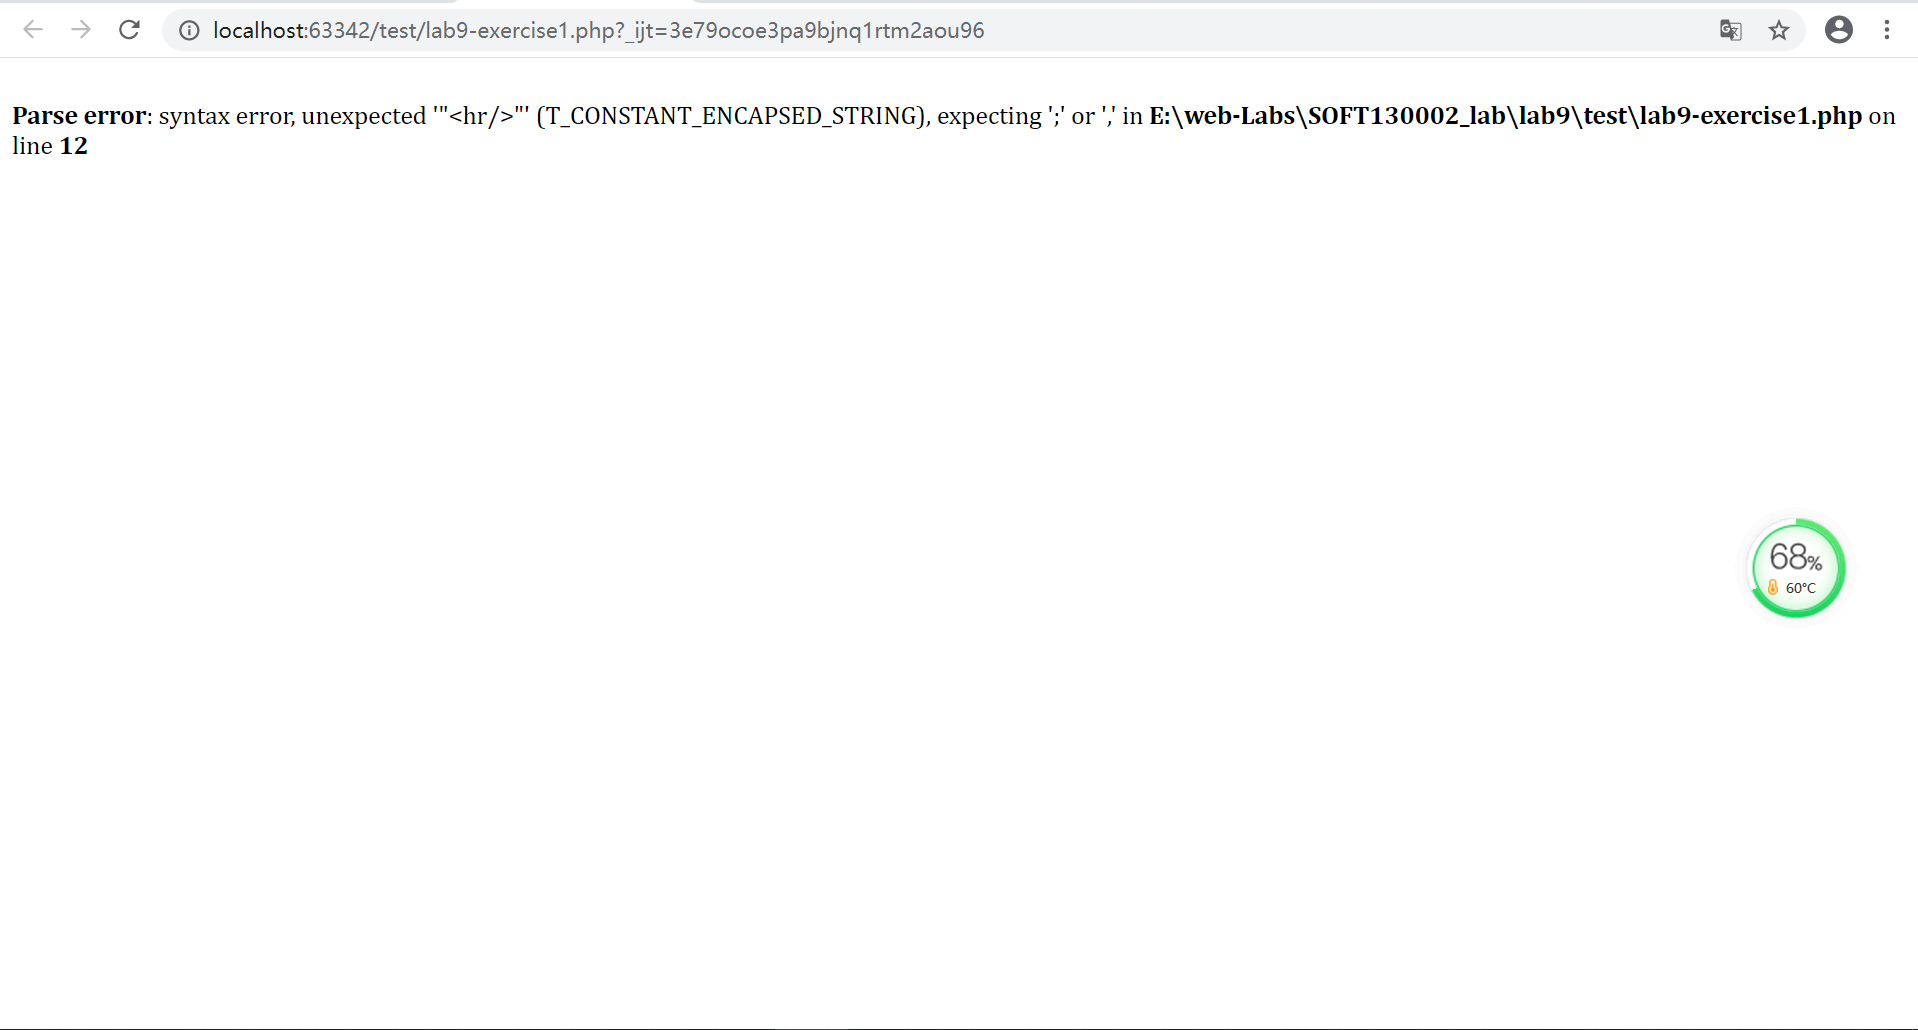 localhost:63342/test/lab9-exercise1.php?_ijt=3e79ocoe3pa9bjnq1rtm2aou96
Parse error: syntax error, unexpected '"<hr/>"' (T_CONSTANT_ENCAPSED_STRING), expecting ';' or ',' in E:\web-Labs\SOFT130002_lab\lab9\test\lab9-exercise1.php on
line 12
68%
60°C